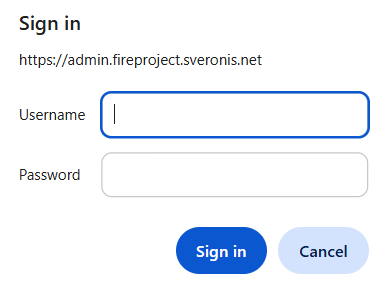 Sign in
https://admin.fireproject.sveronis.net
Username
Password
Sign in
Cancel